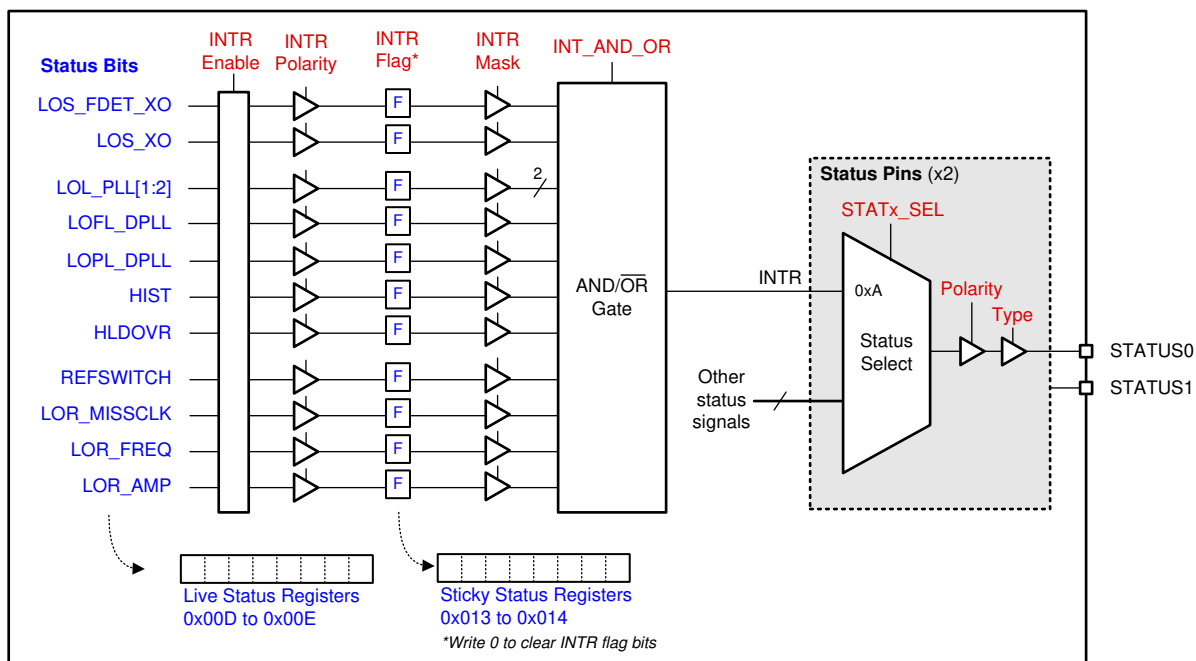 INTR
Enable
INTR
Polarity
INTR
Flag*
INTR
Mask
INT_AND_OR
Status Bits
LOS_FDET_XO
F
LOS_XO
F
LOL_PLL[1:2]
F
2
LOFL_DPLL
F
LOPL_DPLL
F
HIST
F
HLDOVR
F
REFSWITCH
F
LOR_MISSCLK
F
LOR_FREQ
F
LOR_AMP
F
AND/OR
Gate
INTR
Status Pins (x2)
STATx_SEL
0xA
Status
Select
Polarity
Type
Other
status
signals
STATUS0
STATUS1
Live Status Registers
0x00D to 0x00E
Sticky Status Registers
0x013 to 0x014
*Write 0 to clear INTR flag bits